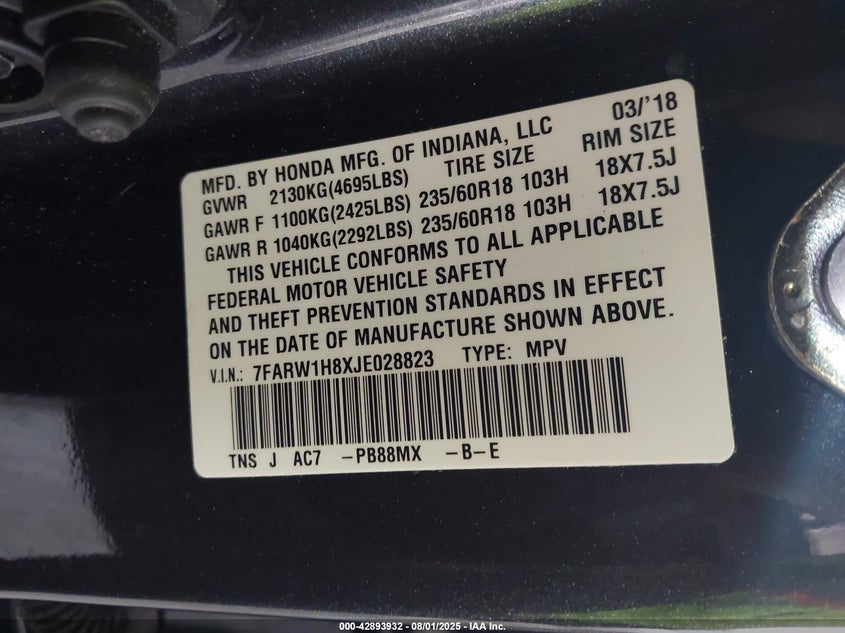 03/'18
MFD. BY HONDA MFG. OF INDIANA, LLC
GVWR 2130KG(4695LBS) TIRE SIZE RIM SIZE
GAWR F 1100KG(2425LBS) 235/60R18 103H 18X7.5J
GAWR R 1040KG(2292LBS) 235/60R18 103H 18X7.5J
THIS VEHICLE CONFORMS TO ALL APPLICABLE
FEDERAL MOTOR VEHICLE SAFETY
AND THEFT PREVENTION STANDARDS IN EFFECT
ON THE DATE OF MANUFACTURE SHOWN ABOVE.
V.I.N.: 7FARW1H8XJE028823 TYPE: MPV
TNS J AC7 -PB88MX -B-E
000-42893932 - 08/01/2025 - IAA Inc.